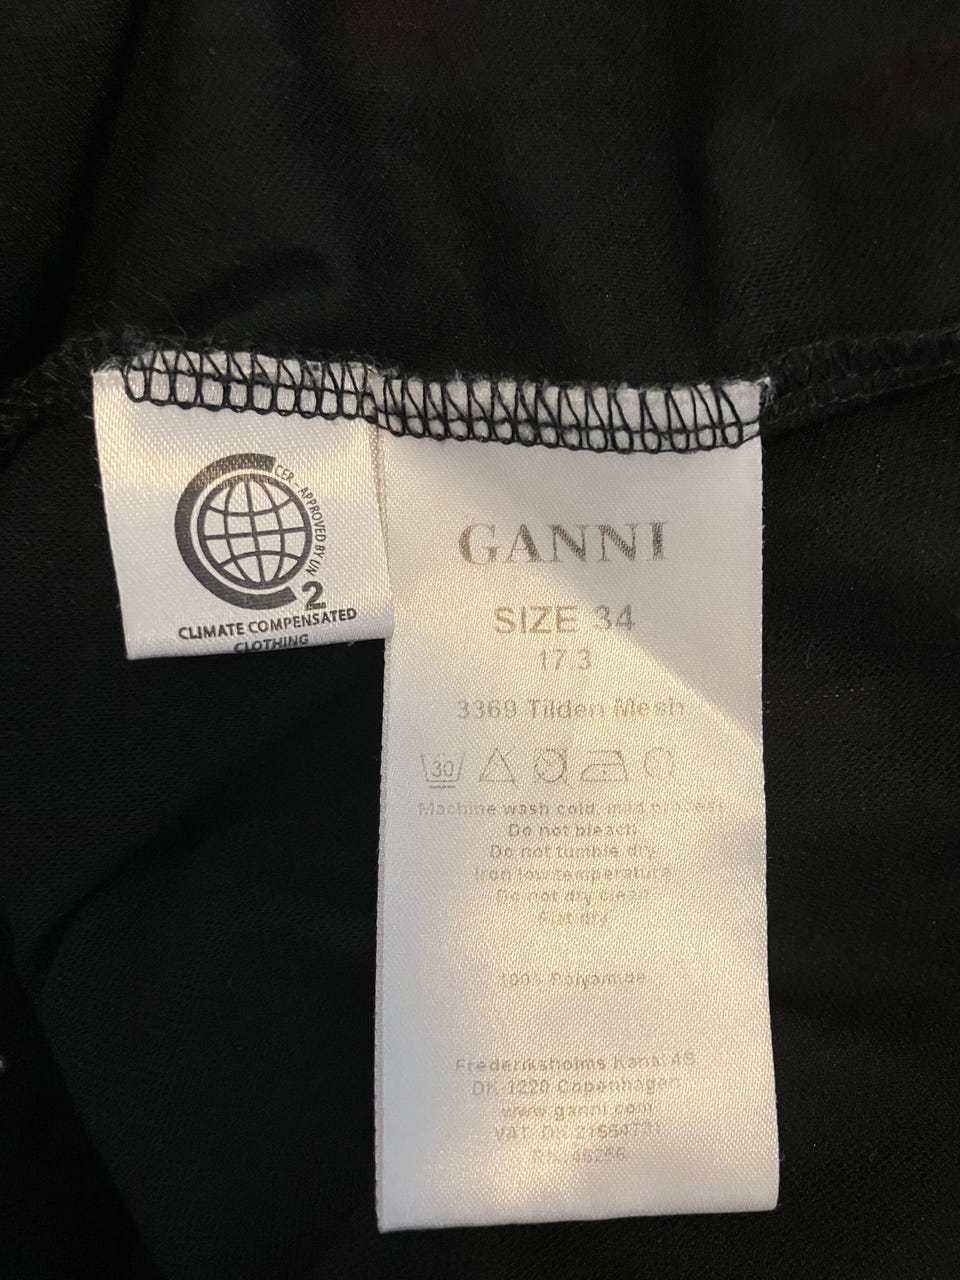 CER - APPROVED BY UN
2
CLIMATE COMPENSATED
CLOTHING
GANNI
SIZE 34
17.3
3369 Tilden Mesh
30
Machine wash cold, mild process
Do not bleach
Do not tumble dry
Iron low temperature
Do not dry clean
Flat dry
100% Polyamide
Frederiksholms Kanal
DK-1220 Copenhagen
www.ganni.com
VAT: DK